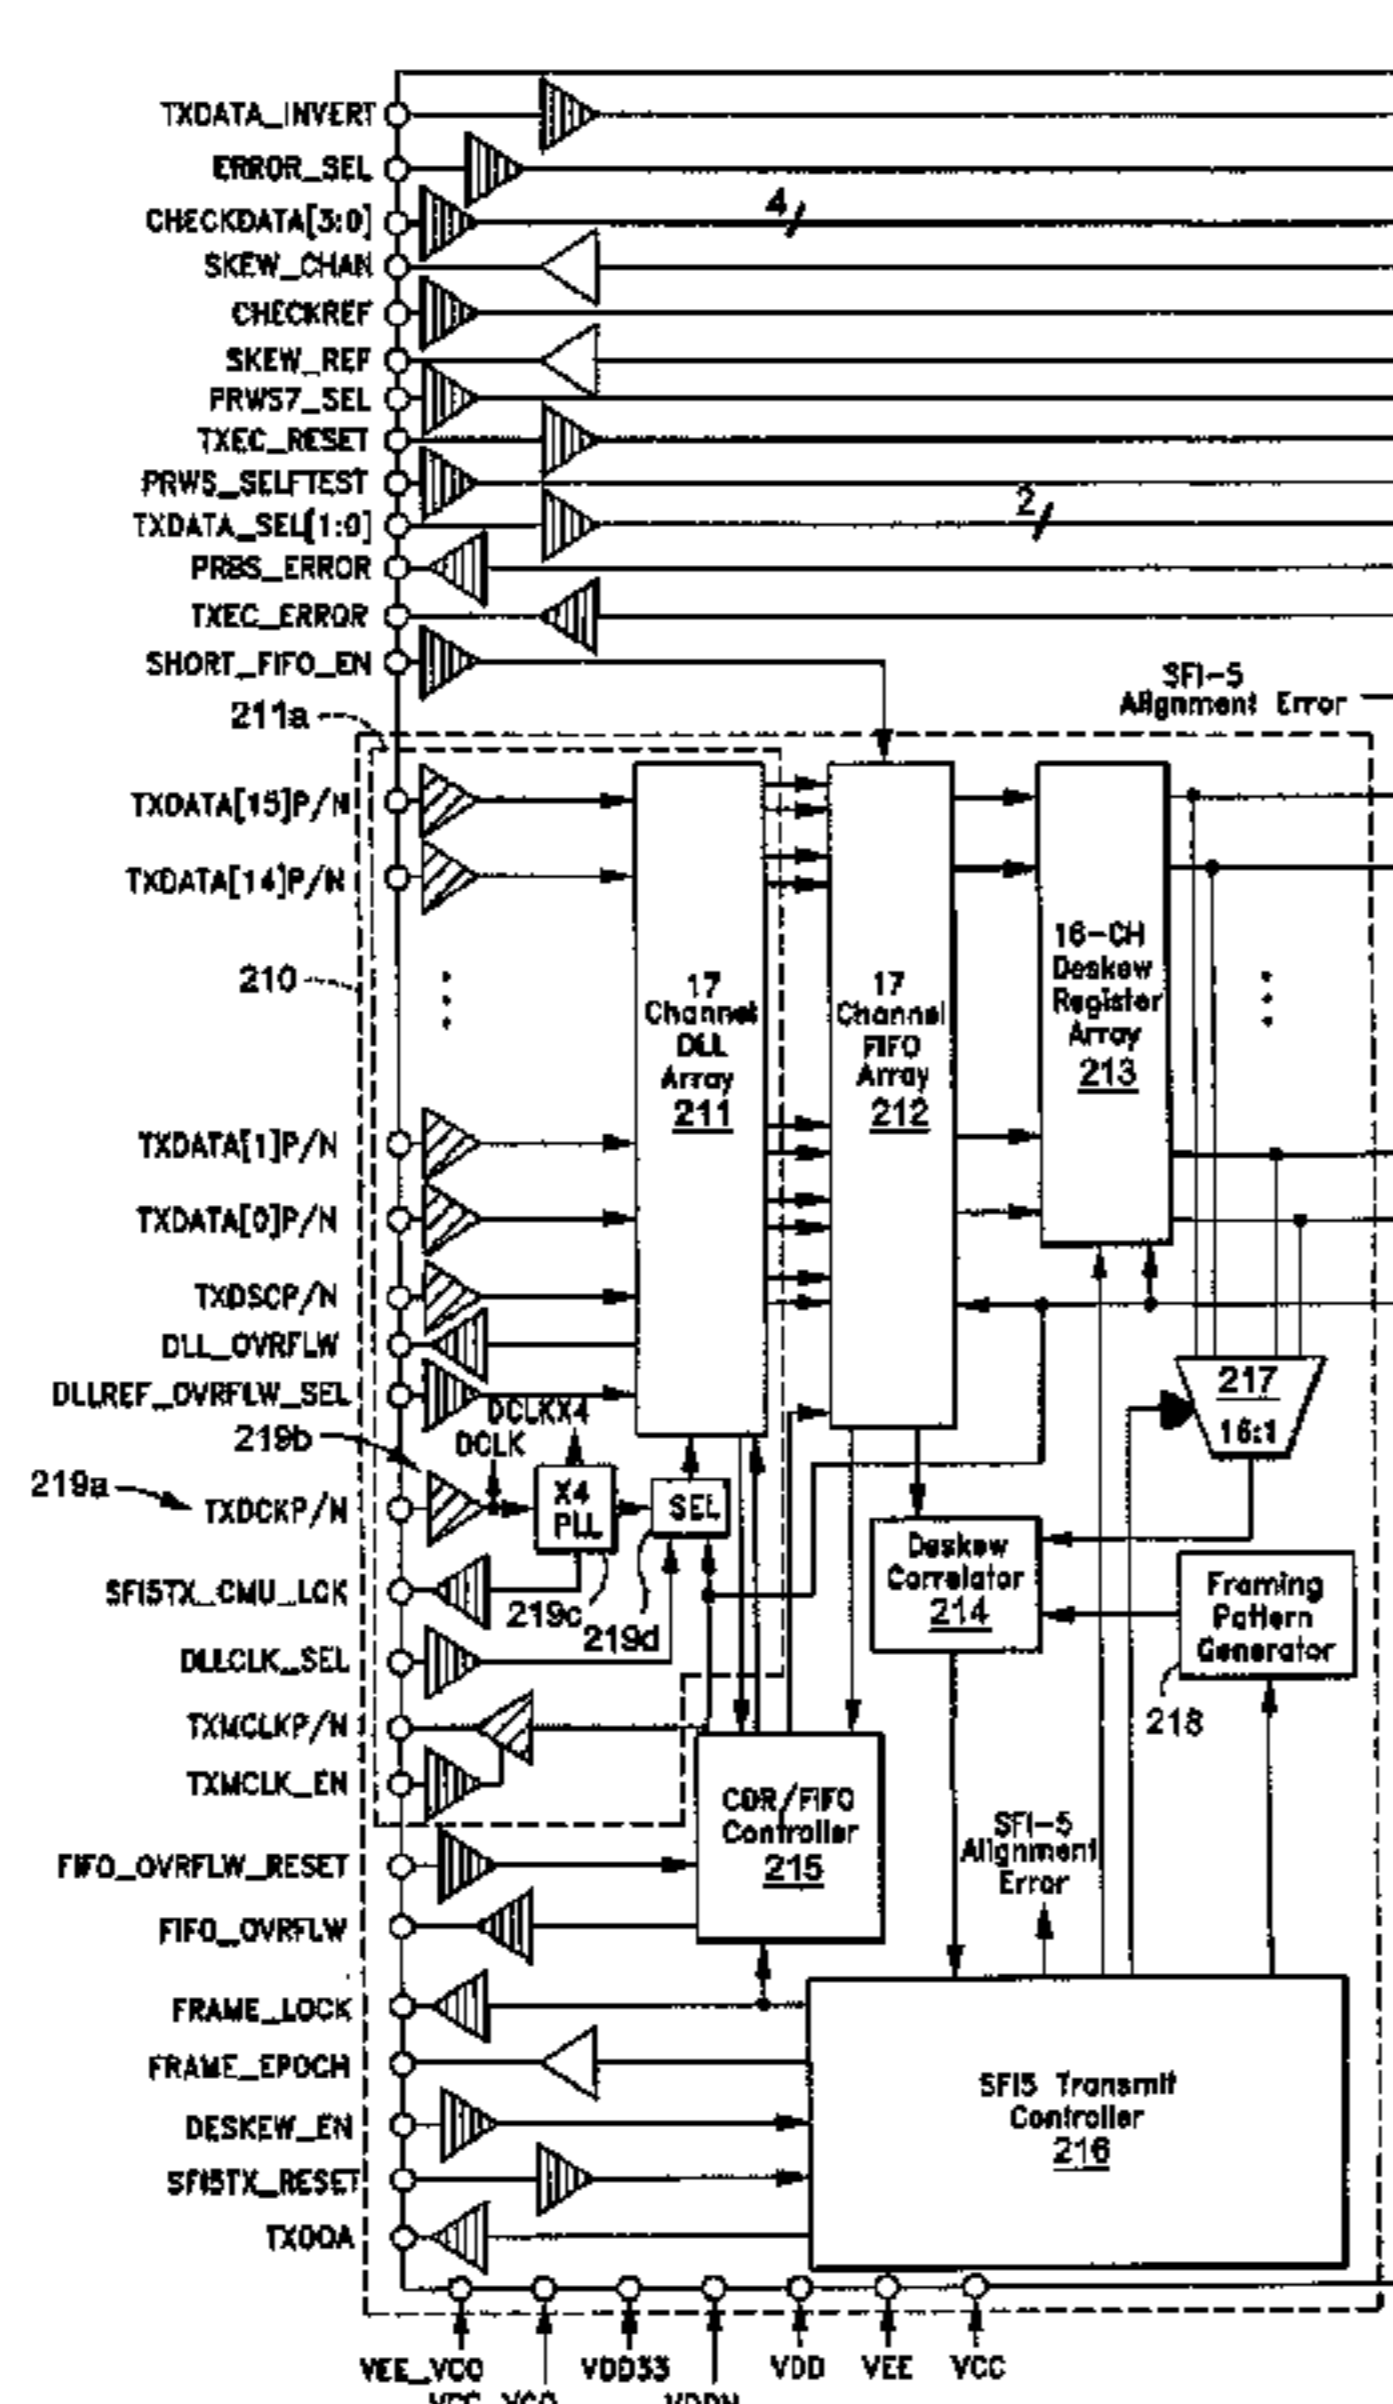 TXDATA_INVERT
ERROR_SEL
CHECKDATA[3:0]
4
SKEW_CHAN
CHECKREF
SKEW_REF
PRWS7_SEL
TXEC_RESET
PRWS_SELFTEST
TXDATA_SEL[1:0]
2
PRBS_ERROR
TXEC_ERROR
SHORT_FIFO_EN
SFI-5
Alignment Error
211a
TXDATA[15]P/N
TXDATA[14]P/N
210
17
Channel
DLL
Array
211
17
Channel
FIFO
Array
212
16-CH
Deskew
Register
Array
213
TXDATA[1]P/N
TXDATA[0]P/N
TXDSCP/N
DLL_OVRFLW
DLLREF_OVRFLW_SEL
217
16:1
DCLKX4
DCLK
219b
219a
TXDCKP/N
X4
PLL
SEL
Deskew
Correlator
214
SFI5TX_CMU_LCK
219c
219d
Framing
Pattern
Generator
218
DLLCLK_SEL
TXMCLKP/N
TXMCLK_EN
CDR/FIFO
Controller
215
SFI-5
Alignment
Error
FIFO_OVRFLW_RESET
FIFO_OVRFLW
FRAME_LOCK
FRAME_EPOCH
DESKEW_EN
SFI5TX_RESET
TXOOA
SFI5 Transmit
Controller
216
VEE_VCO
VDD33
VDD
VEE
VCC